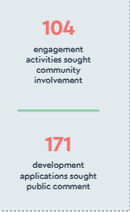 104
engagement
activities sought
community
involvement
171
development
applications sought
public comment